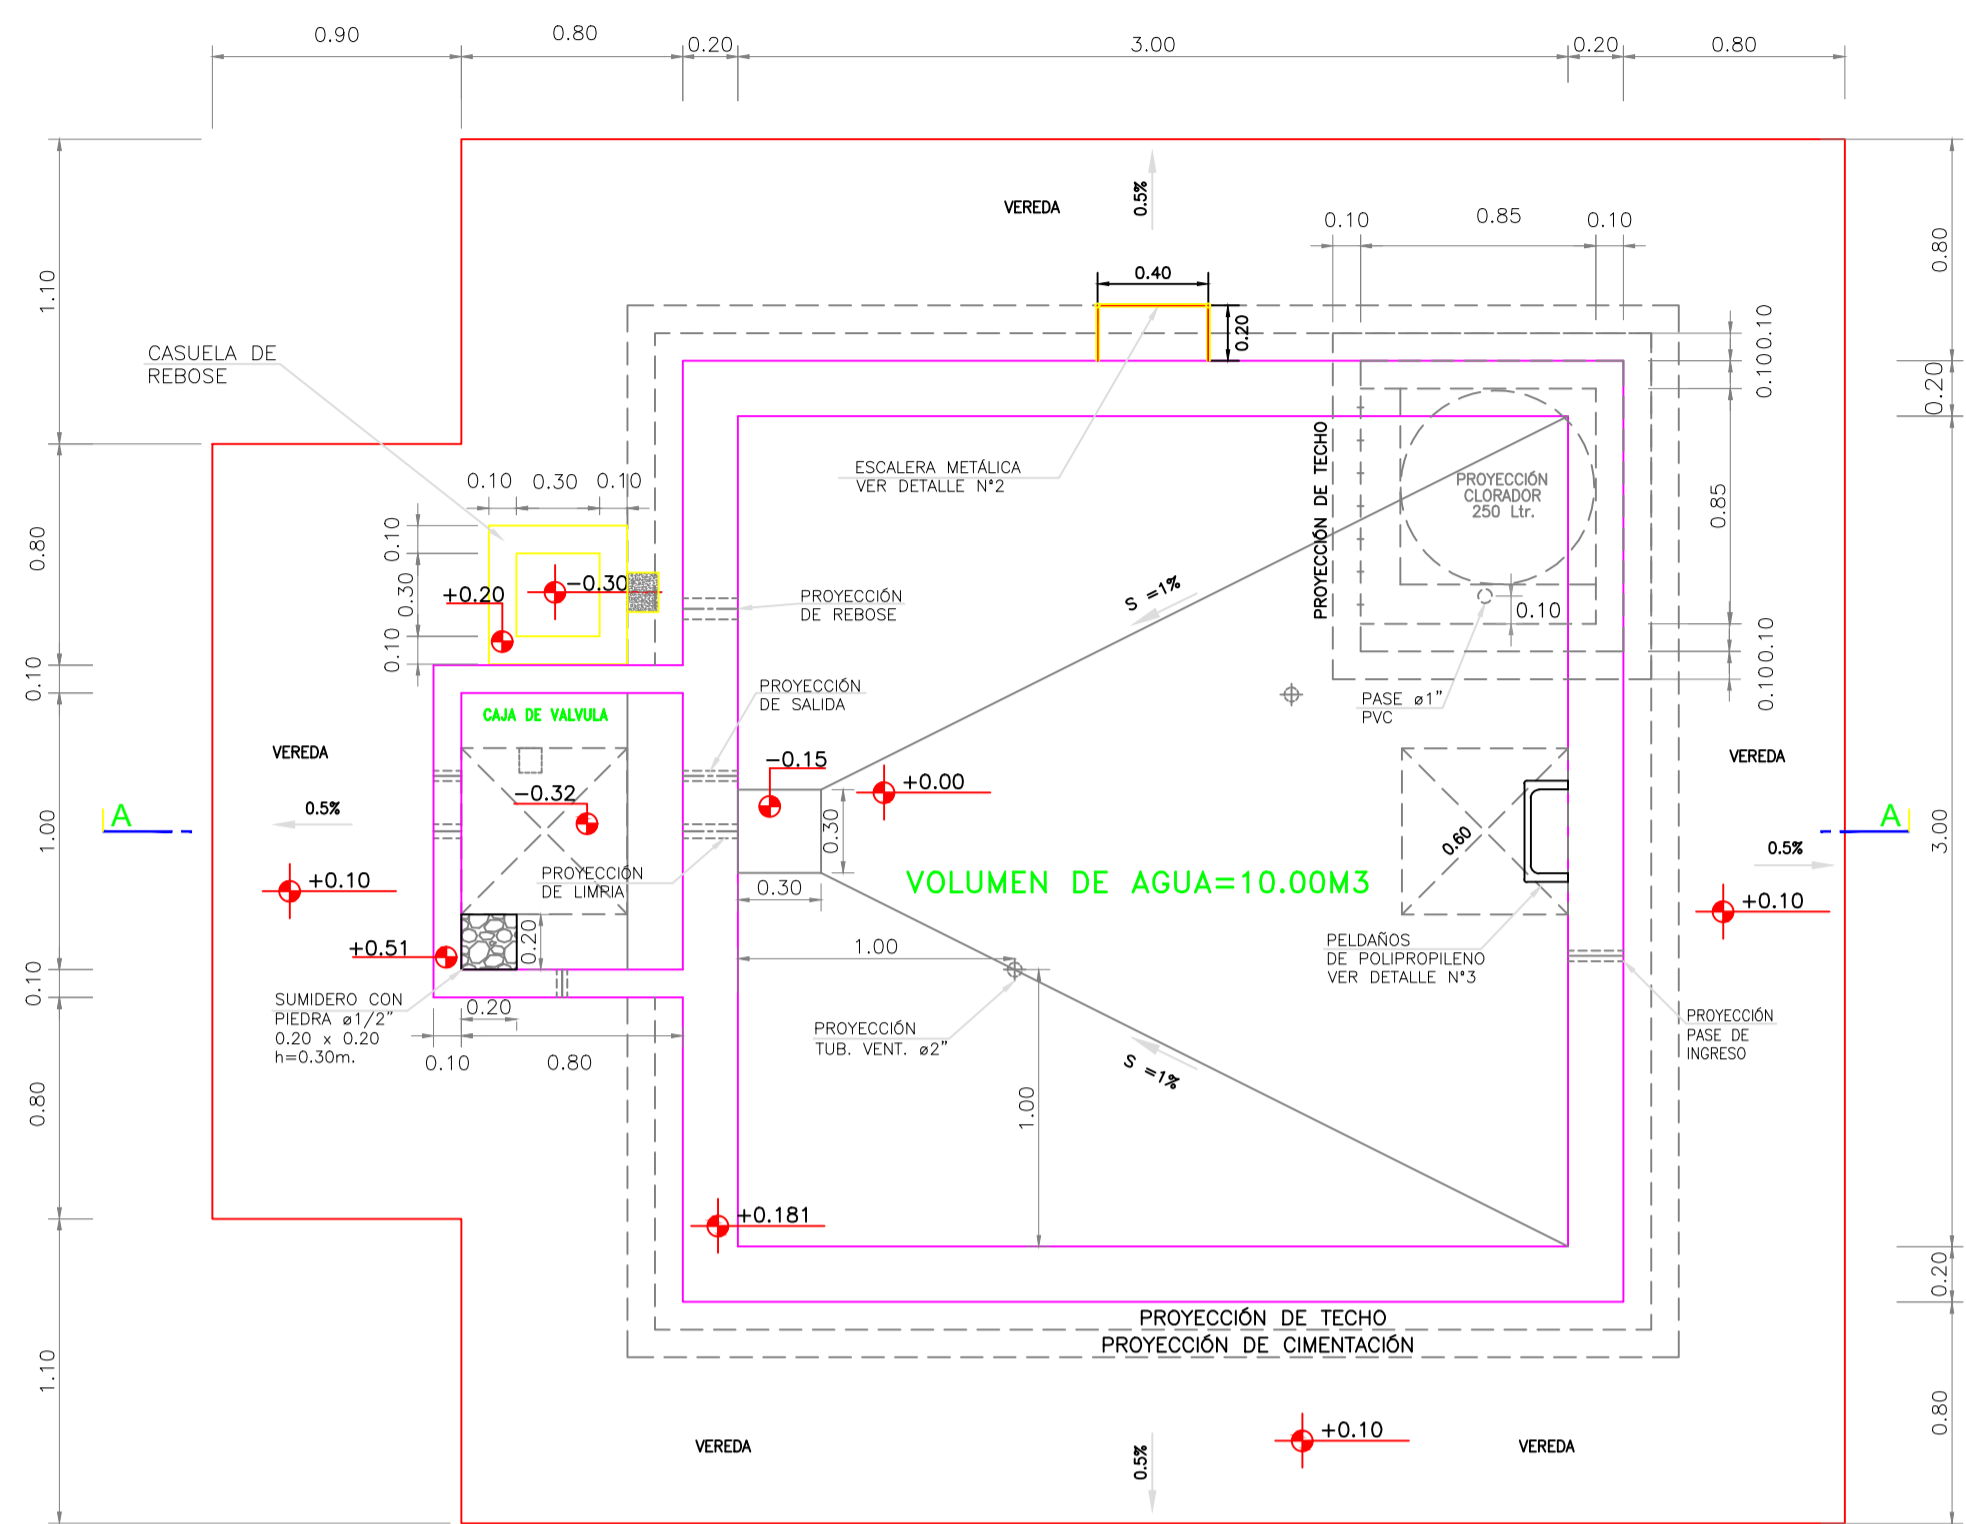 0.90
0.80
0.20
3.00
0.20
0.80
1.10
0.80
0.10
1.00
0.10
0.80
1.10
0.80
0.20
3.00
0.20
0.80
VEREDA
0.5%
0.10
0.85
0.10
0.40
0.20
0.10
0.10
0.85
0.10
0.10
CASUELA DE
REBOSE
0.10
0.30
0.10
0.10
0.30
0.10
+0.20
-0.30
ESCALERA METÁLICA
VER DETALLE N°2
PROYECCIÓN DE TECHO
PROYECCIÓN
CLORADOR
250 Ltr.
0.10
PROYECCIÓN
DE REBOSE
S =1%
PROYECCIÓN
DE SALIDA
PASE ø1"
PVC
CAJA DE VALVULA
VEREDA
0.5%
VEREDA
0.5%
A
A
-0.32
-0.15
+0.00
0.30
0.30
0.60
PROYECCIÓN
DE LIMRIA
VOLUMEN DE AGUA=10.00M3
+0.10
+0.10
+0.51
0.20
1.00
PELDAÑOS
DE POLIPROPILENO
VER DETALLE N°3
SUMIDERO CON
PIEDRA ø1/2"
0.20 x 0.20
h=0.30m.
0.20
0.10
0.80
PROYECCIÓN
TUB. VENT. ø2"
PROYECCIÓN
PASE DE
INGRESO
S =1%
1.00
+0.181
PROYECCIÓN DE TECHO
PROYECCIÓN DE CIMENTACIÓN
VEREDA
0.5%
+0.10
VEREDA